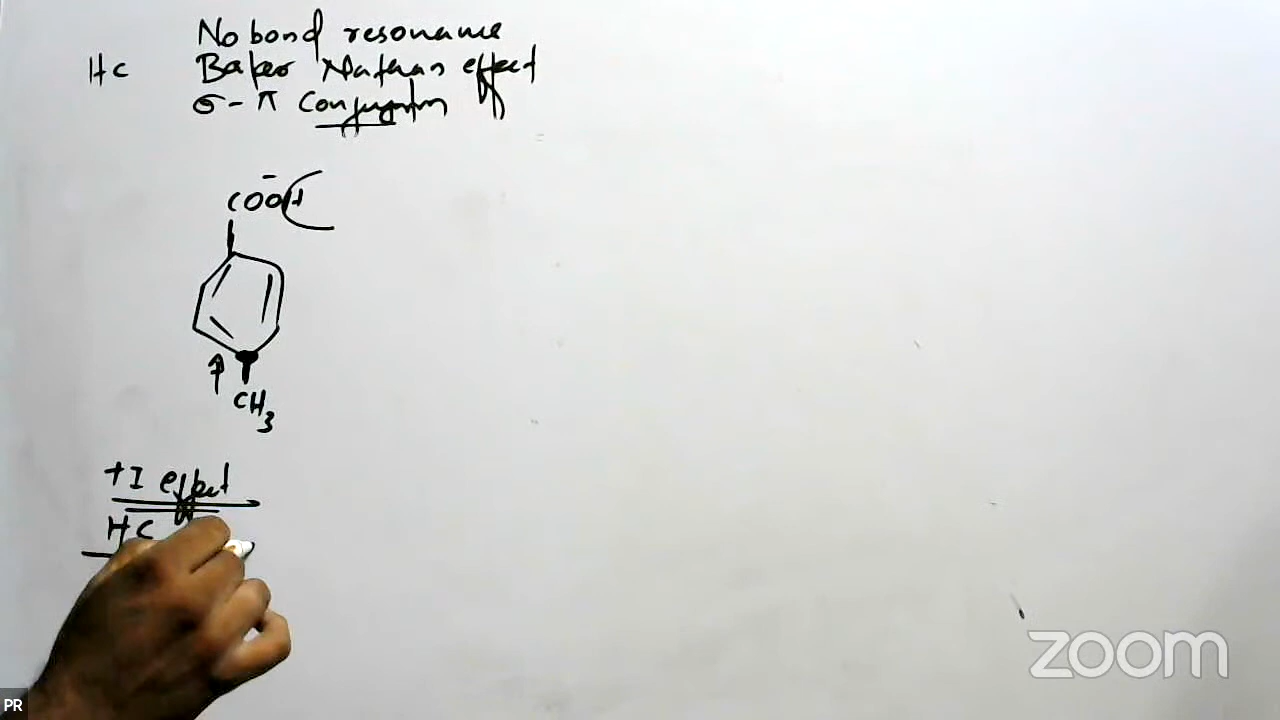 No bond resonance
HC Baker Nathan effect
σ-π Conjugation
COOH
CH3
+I effect
HC
zoom
PR